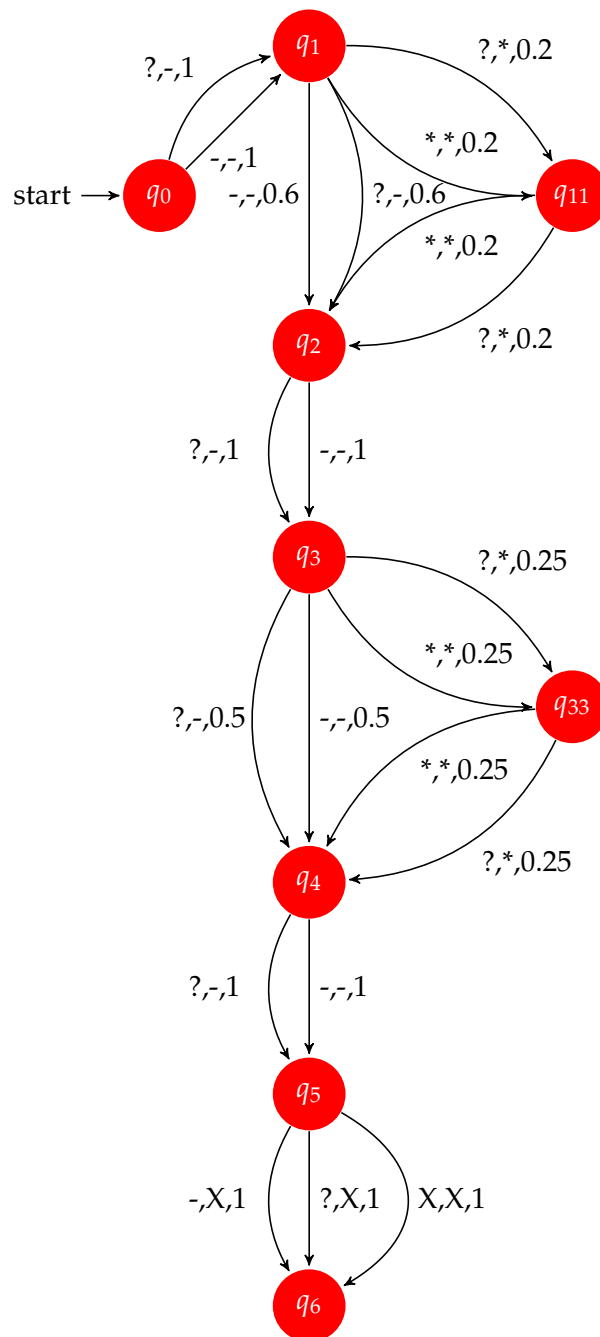 q1
?,-,1
?,*,0.2
*,*,0.2
-,-,1
start
q0
-,-,0.6
?,-,0.6
q11
*,*,0.2
q2
?,*,0.2
?,-,1
-,-,1
q3
?,*,0.25
*,*,0.25
q33
?,-,0.5
-,-,0.5
*,*,0.25
?,*,0.25
q4
?,-,1
-,-,1
q5
-,X,1
?,X,1
X,X,1
q6